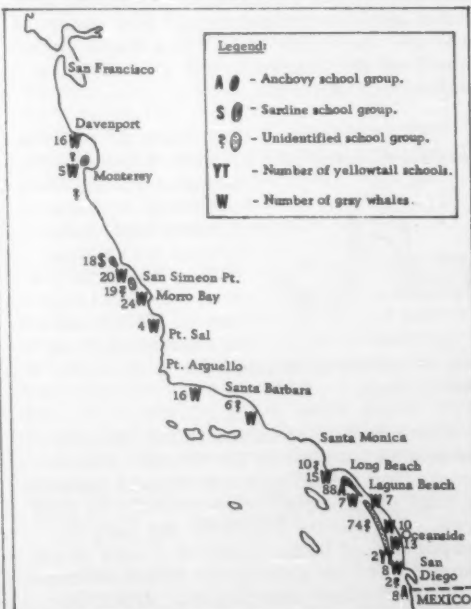 Legend:
A - Anchovy school group.
S - Sardine school group.
? - Unidentified school group.
YT - Number of yellowtail schools.
W - Number of gray whales.
San Francisco
Davenport
16 W
?
5 W
Monterey
?
18 S
20 W
San Simeon Pt.
19 ?
24 W
Morro Bay
4 W
Pt. Sal
Pt. Arguello
16 W
Santa Barbara
6 ?
W
Santa Monica
10 ?
15 W
Long Beach
88 A
Laguna Beach
7 W
W 7
74 ?
W 10
Oceanside
W 13
2 YT
8 W
San
Diego
2 ?
8 A
MEXICO